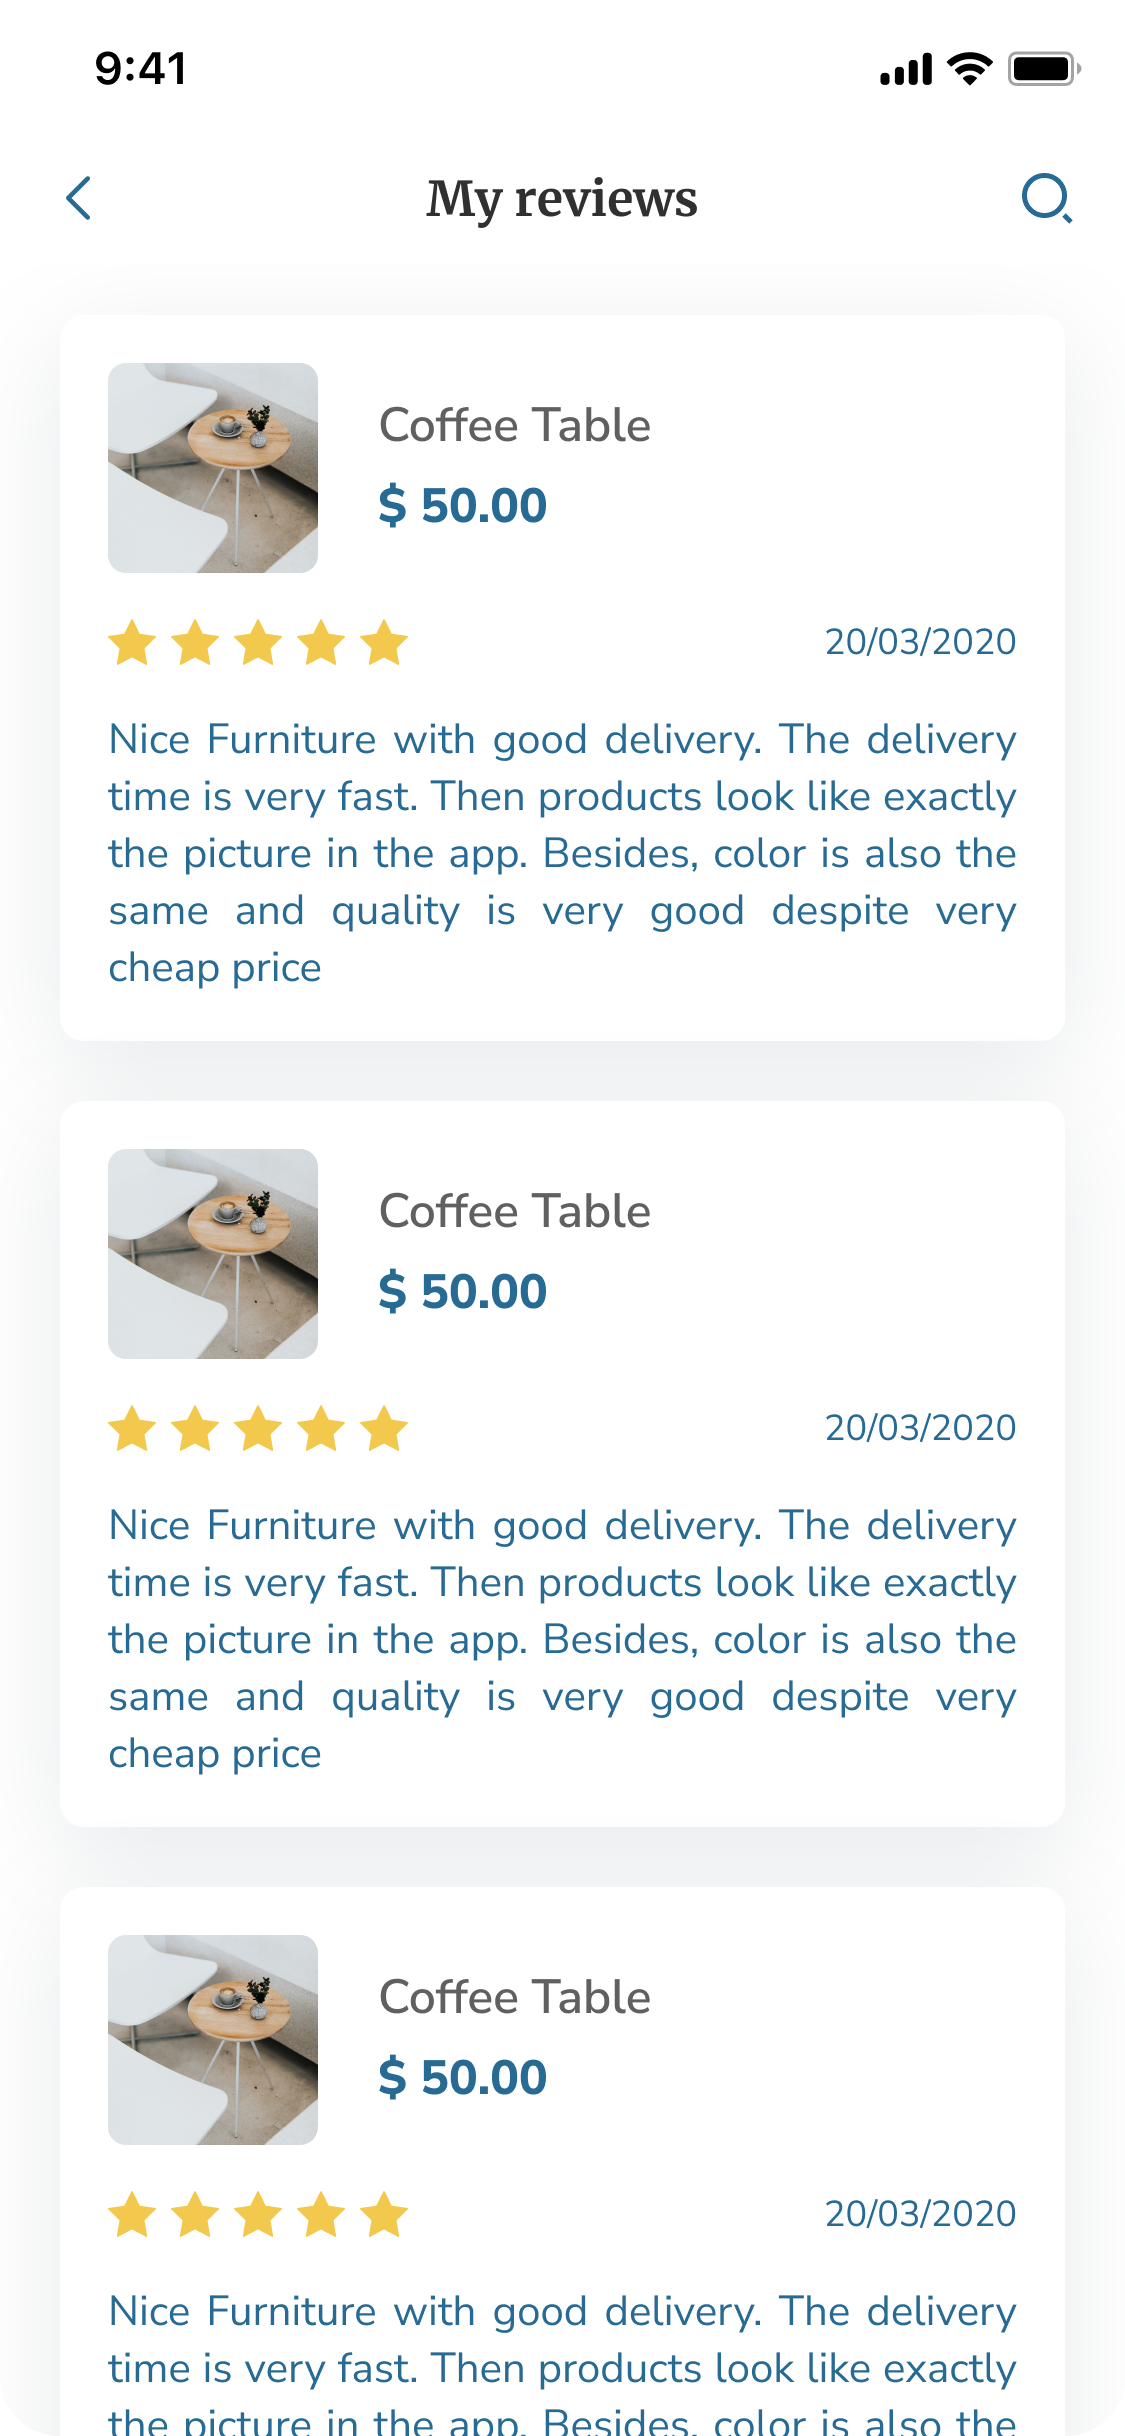 9:41
My reviews
Coffee Table
$ 50.00
20/03/2020
Nice Furniture with good delivery. The delivery
time is very fast. Then products look like exactly
the picture in the app. Besides, color is also the
same and quality is very good despite very
cheap price
Coffee Table
$ 50.00
20/03/2020
Nice Furniture with good delivery. The delivery
time is very fast. Then products look like exactly
the picture in the app. Besides, color is also the
same and quality is very good despite very
cheap price
Coffee Table
$ 50.00
20/03/2020
Nice Furniture with good delivery. The delivery
time is very fast. Then products look like exactly
the picture in the app. Besides, color is also the